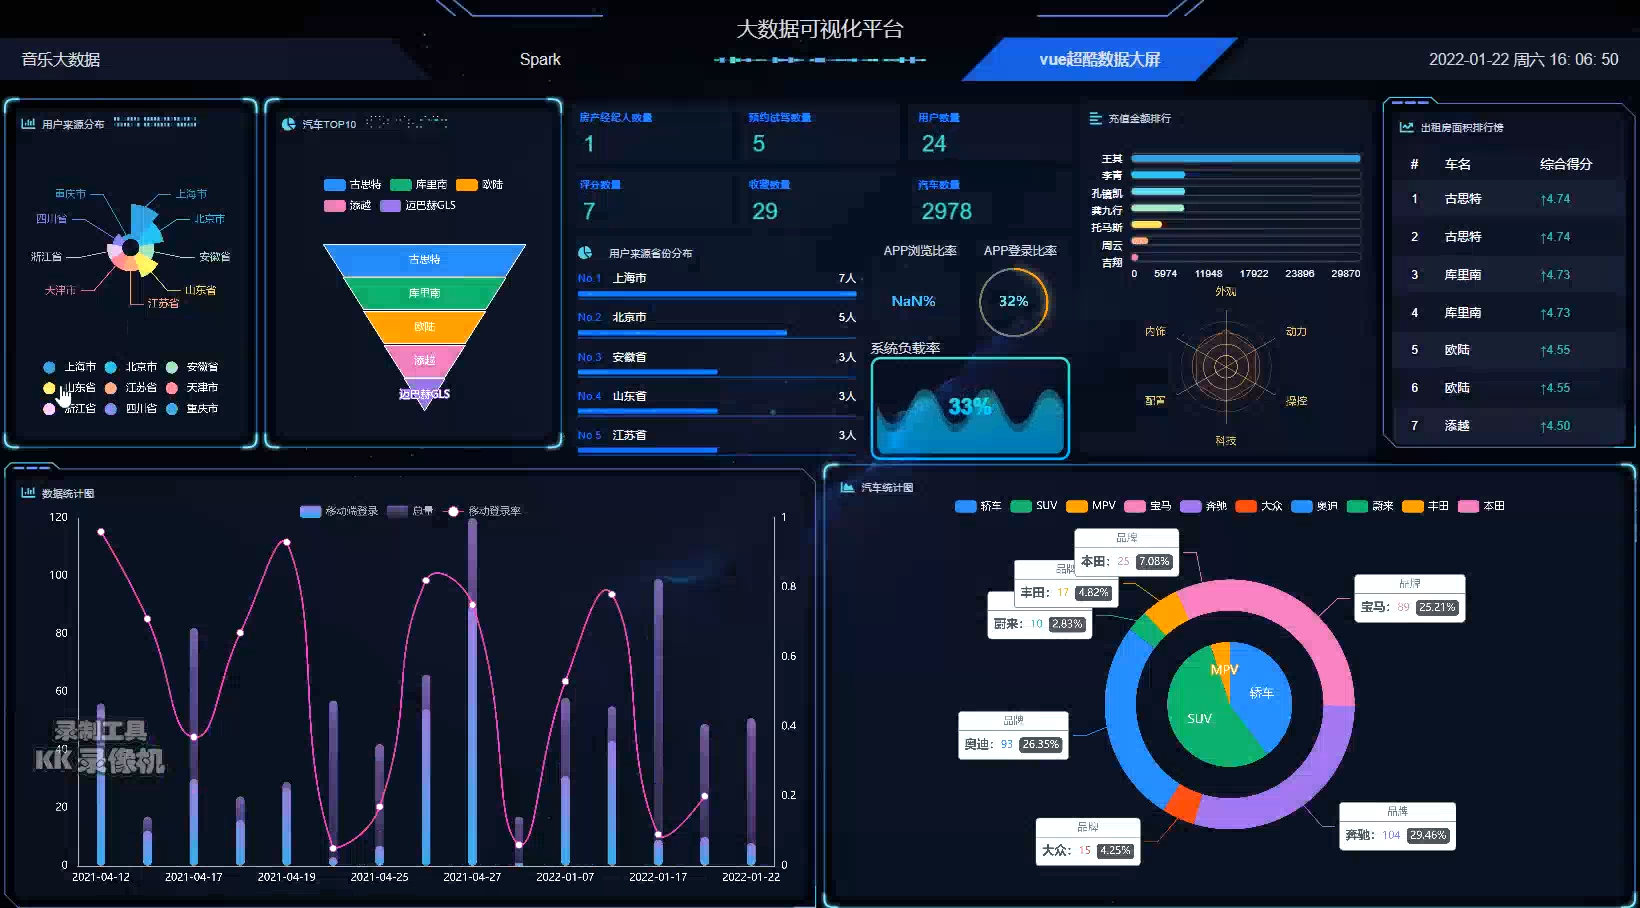 大数据可视化平台
音乐大数据
Spark
vue超酷数据大屏
2022-01-22 周六 16: 06: 50
用户来源分布
重庆市
上海市
四川省
北京市
浙江省
安徽省
天津市
山东省
江苏省
上海市 北京市 安徽省
山东省 江苏省 天津市
浙江省 四川省 重庆市
汽车TOP10
古思特 库里南 欧陆
添越 迈巴赫GLS
古思特
库里南
欧陆
添越
迈巴赫GLS
房产经纪人数量
1
预约试驾数量
5
用户数量
24
评分数量
7
收藏数量
29
汽车数量
2978
用户来源省份分布
No.1 上海市 7人
No.2 北京市 5人
No.3 安徽省 3人
No.4 山东省 3人
No.5 江苏省 3人
APP浏览比率
NaN%
APP登录比率
32%
系统负载率
33%
充值金额排行
王其
李青
孔镜凯
龚九行
托马斯
周云
吉翔
0 5974 11948 17922 23896 29870
外观
内饰
动力
配置
操控
科技
出租房面积排行榜
# 车名 综合得分
1 古思特 ↑4.74
2 古思特 ↑4.74
3 库里南 ↑4.73
4 库里南 ↑4.73
5 欧陆 ↑4.55
6 欧陆 ↑4.55
7 添越 ↑4.50
数据统计图
移动端登录 总量 移动登录率
120
100
80
60
40
20
0
1
0.8
0.6
0.4
0.2
0
2021-04-12 2021-04-17 2021-04-19 2021-04-25 2021-04-27 2022-01-07 2022-01-17 2022-01-22
录制工具
KK 录像机
汽车统计图
轿车 SUV MPV 宝马 奔驰 大众 奥迪 蔚来 丰田 本田
品牌
本田: 25 7.08%
品牌
丰田: 17 4.82%
蔚来: 10 2.83%
品牌
宝马: 89 25.21%
品牌
奥迪: 93 26.35%
品牌
奔驰: 104 29.46%
品牌
大众: 15 4.25%
MPV
轿车
SUV